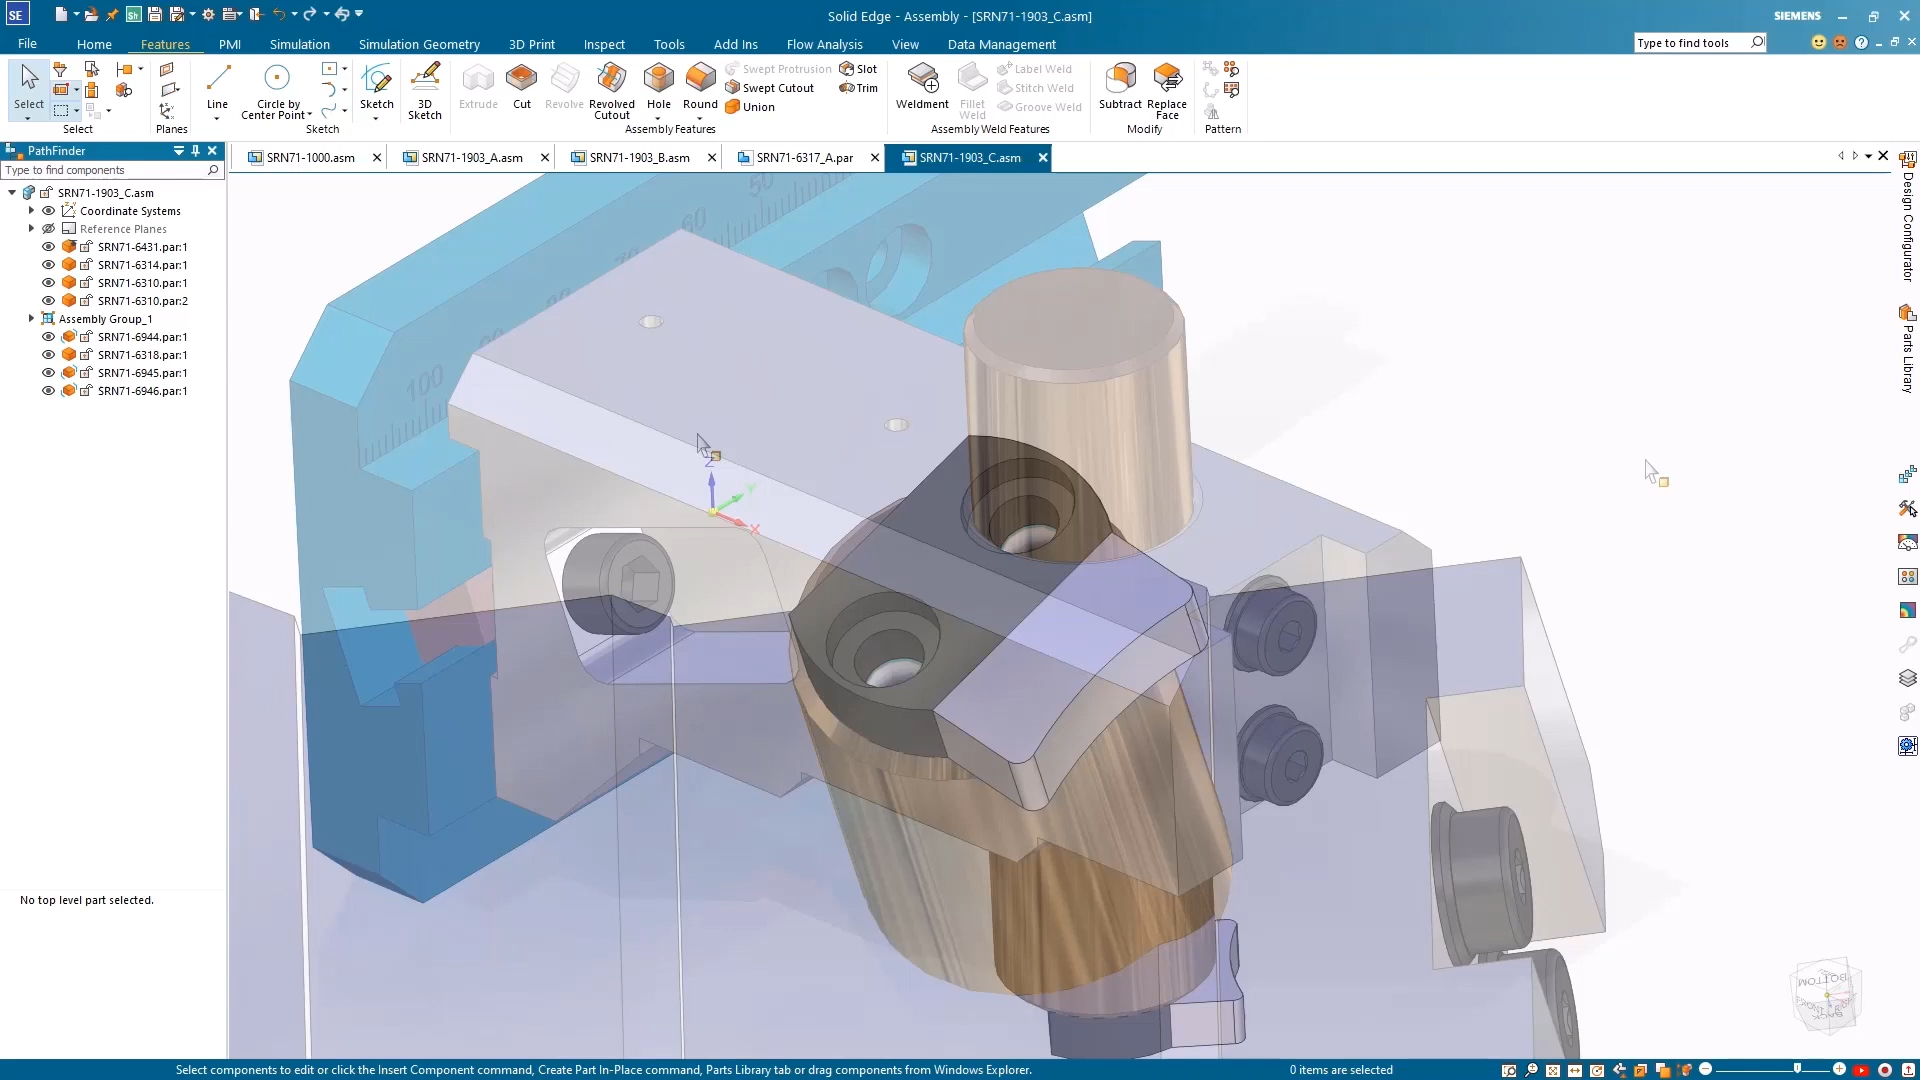 SE
Sh
Solid Edge - Assembly - [SRN71-1903_C.asm]
SIEMENS
File
Home
Features
PMI
Simulation
Simulation Geometry
3D Print
Inspect
Tools
Add Ins
Flow Analysis
View
Data Management
Type to find tools
Select
Line
Circle by
Center Point
Sketch
3D
Sketch
Extrude
Cut
Revolve
Revolved
Cutout
Hole
Round
Swept Protrusion
Swept Cutout
Union
Slot
Trim
Weldment
Fillet
Weld
Label Weld
Stitch Weld
Groove Weld
Subtract
Replace
Face
Select
Planes
Sketch
Assembly Features
Assembly Weld Features
Modify
Pattern
PathFinder
SRN71-1000.asm
SRN71-1903_A.asm
SRN71-1903_B.asm
SRN71-6317_A.par
SRN71-1903_C.asm
Type to find components
SRN71-1903_C.asm
Coordinate Systems
Reference Planes
SRN71-6431.par:1
SRN71-6314.par:1
SRN71-6310.par:1
SRN71-6310.par:2
Assembly Group_1
SRN71-6944.par:1
SRN71-6318.par:1
SRN71-6945.par:1
SRN71-6946.par:1
No top level part selected.
50
60
100
Z
X
Design Configurator
Parts Library
BOTTOM
BACK
Select components to edit or click the Insert Component command, Create Part In-Place command, Parts Library tab or drag components from Windows Explorer.
0 items are selected